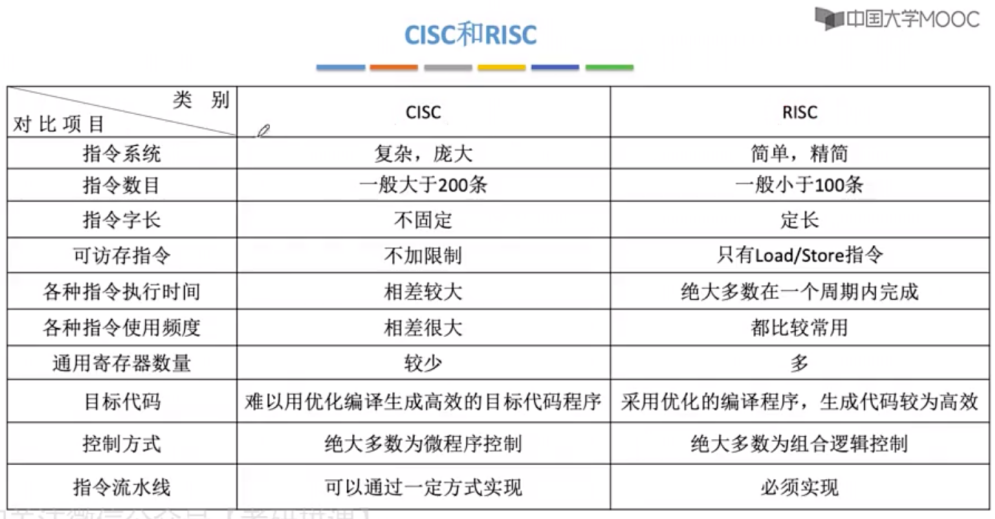 中国大学MOOC
CISC和RISC
类 别
对比项目
CISC
RISC
指令系统 复杂，庞大 简单，精简
指令数目 一般大于200条 一般小于100条
指令字长 不固定 定长
可访存指令 不加限制 只有Load/Store指令
各种指令执行时间 相差较大 绝大多数在一个周期内完成
各种指令使用频度 相差很大 都比较常用
通用寄存器数量 较少 多
目标代码 难以用优化编译生成高效的目标代码程序 采用优化的编译程序，生成代码较为高效
控制方式 绝大多数为微程序控制 绝大多数为组合逻辑控制
指令流水线 可以通过一定方式实现 必须实现